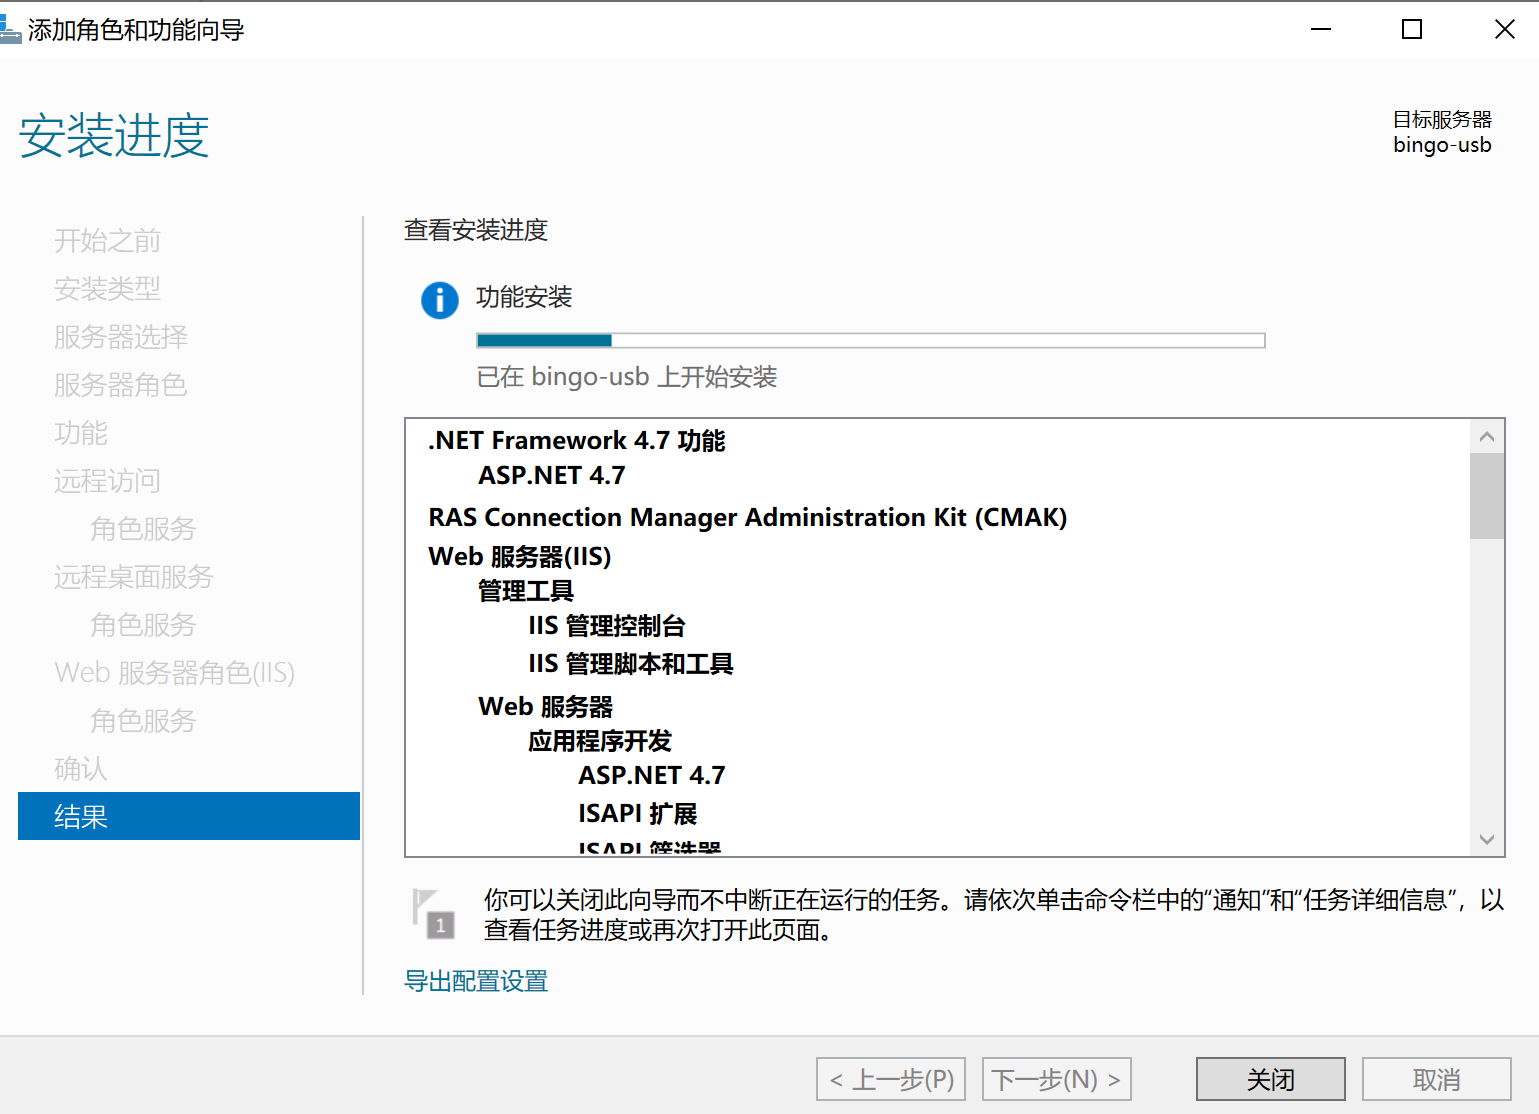 添加角色和功能向导
安装进度
目标服务器
bingo-usb
开始之前
安装类型
服务器选择
服务器角色
功能
远程访问
角色服务
远程桌面服务
角色服务
Web 服务器角色(IIS)
角色服务
确认
结果
查看安装进度
功能安装
已在 bingo-usb 上开始安装
.NET Framework 4.7 功能
ASP.NET 4.7
RAS Connection Manager Administration Kit (CMAK)
Web 服务器(IIS)
管理工具
IIS 管理控制台
IIS 管理脚本和工具
Web 服务器
应用程序开发
ASP.NET 4.7
ISAPI 扩展
ISAPI 筛选器
1
你可以关闭此向导而不中断正在运行的任务。请依次单击命令栏中的“通知”和“任务详细信息”，以
查看任务进度或再次打开此页面。
导出配置设置
< 上一步(P)
下一步(N) >
关闭
取消